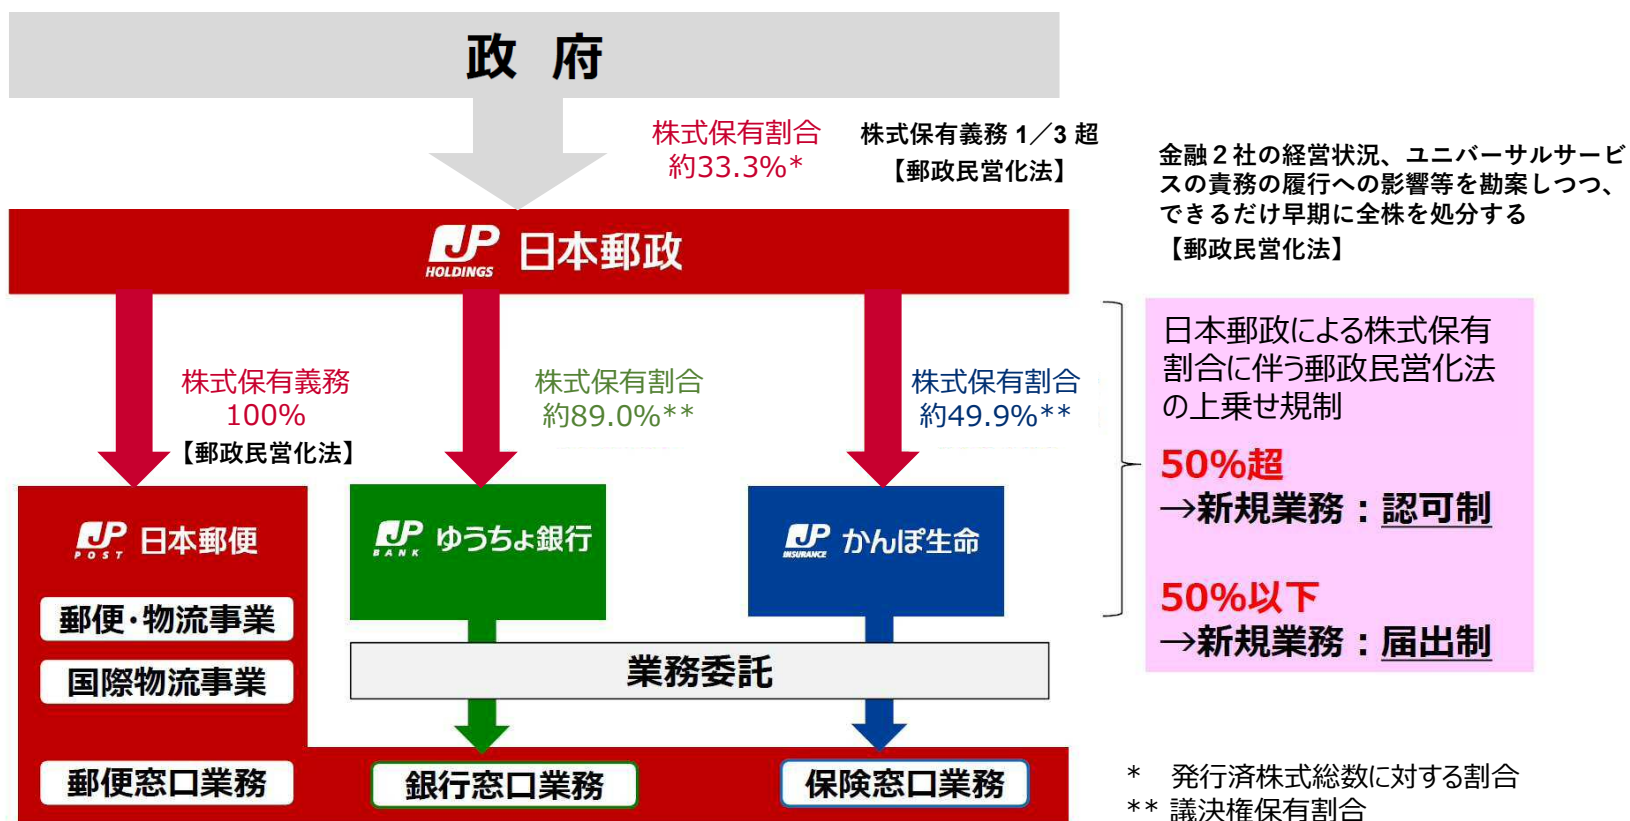 政 府
株式保有割合
約33.3%*
株式保有義務 1／3 超
【郵政民営化法】
金融２社の経営状況、ユニバーサルサービ
スの責務の履行への影響等を勘案しつつ、
できるだけ早期に全株を処分する
【郵政民営化法】
JP HOLDINGS 日本郵政
株式保有義務
100%
【郵政民営化法】
株式保有割合
約89.0%**
株式保有割合
約49.9%**
日本郵政による株式保有
割合に伴う郵政民営化法
の上乗せ規制
50%超
→新規業務：認可制
50%以下
→新規業務：届出制
JP POST 日本郵便
JP BANK ゆうちょ銀行
JP INSURANCE かんぽ生命
郵便・物流事業
国際物流事業
業務委託
郵便窓口業務
銀行窓口業務
保険窓口業務
* 発行済株式総数に対する割合
** 議決権保有割合